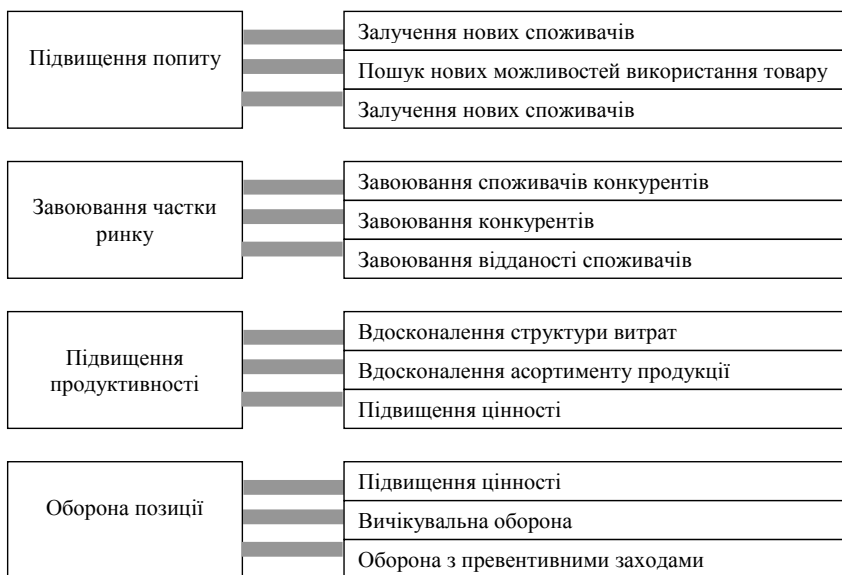 Підвищення попиту
Залучення нових споживачів
Пошук нових можливостей використання товару
Залучення нових споживачів
Завоювання частки
ринку
Завоювання споживачів конкурентів
Завоювання конкурентів
Завоювання відданості споживачів
Підвищення
продуктивності
Вдосконалення структури витрат
Вдосконалення асортименту продукції
Підвищення цінності
Оборона позиції
Підвищення цінності
Вичікувальна оборона
Оборона з превентивними заходами